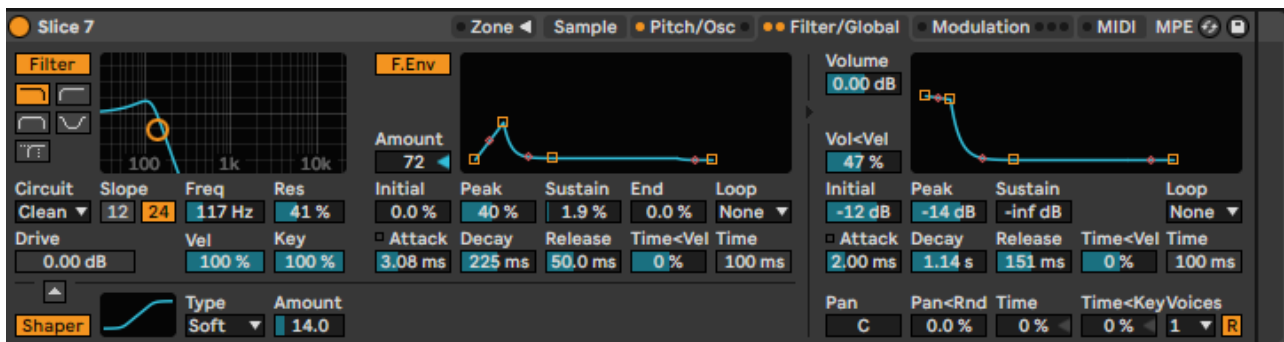 Slice 7 Zone Sample Pitch/Osc Filter/Global Modulation MIDI MPE
Filter F.Env Volume
0.00 dB
Amount Vol<Vel
100 1k 10k 72 47 %
Circuit Slope Freq Res Initial Peak Sustain End Loop Initial Peak Sustain Loop
Clean 12 24 117 Hz 41 % 0.0 % 40 % 1.9 % 0.0 % None -12 dB -14 dB -inf dB None
Drive Vel Key Attack Decay Release Time<Vel Time Attack Decay Release Time<Vel Time
0.00 dB 100 % 100 % 3.08 ms 225 ms 50.0 ms 0 % 100 ms 2.00 ms 1.14 s 151 ms 0 % 100 ms
Type Amount Pan Pan<Rnd Time Time<Key Voices
Shaper Soft 14.0 C 0.0 % 0 % 0 % 1 R